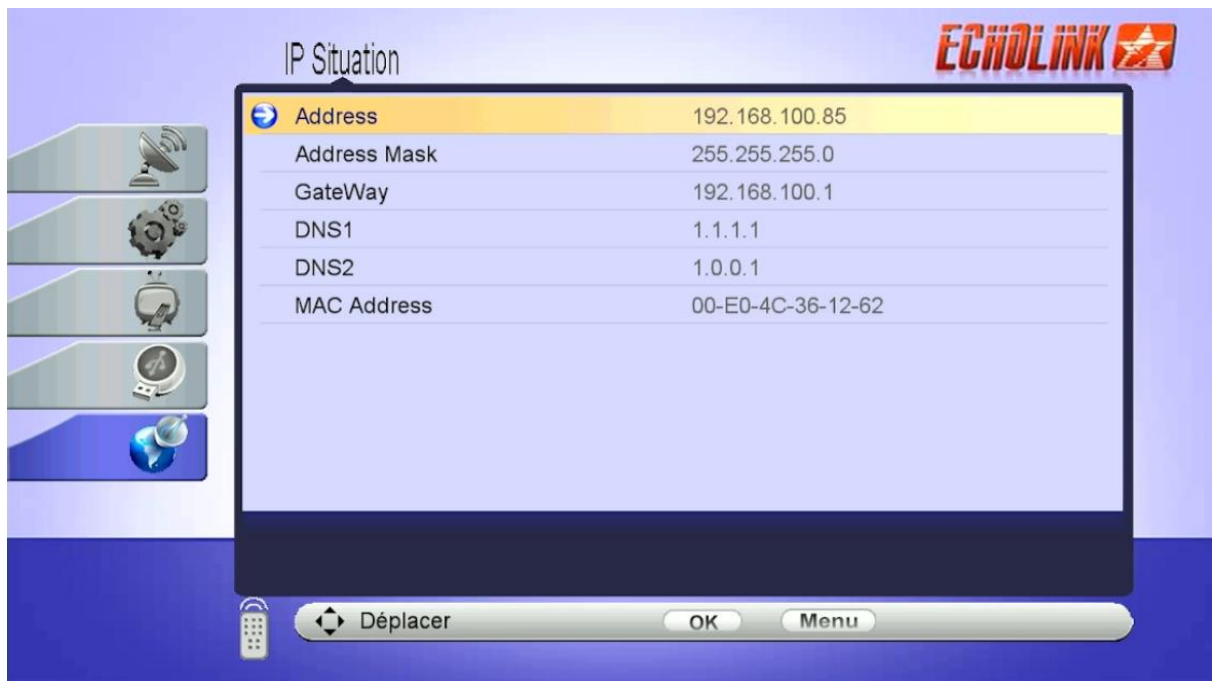 IP Situation
ECHOLINK
Address 192.168.100.85
Address Mask 255.255.255.0
GateWay 192.168.100.1
DNS1 1.1.1.1
DNS2 1.0.0.1
MAC Address 00-E0-4C-36-12-62
Déplacer OK Menu